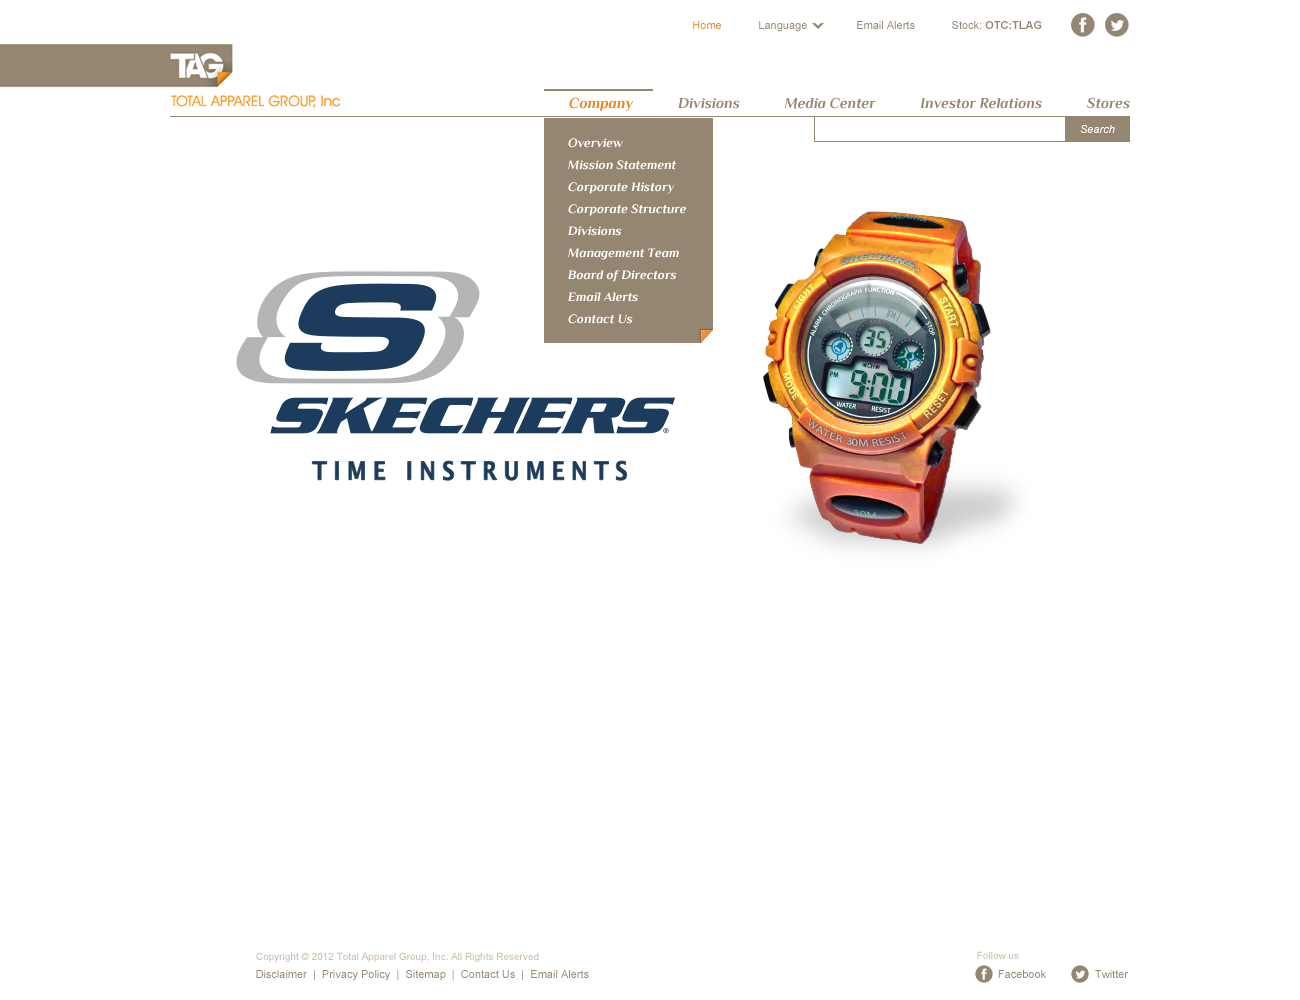 Home Language Email Alerts Stock: OTC:TLAG
TAG
TOTAL APPAREL GROUP, Inc
Company Divisions Media Center Investor Relations Stores
Search
Overview
Mission Statement
Corporate History
Corporate Structure
Divisions
Management Team
Board of Directors
Email Alerts
Contact Us
S
SKECHERS®
TIME INSTRUMENTS
SKECHERS
LIGHT
ALARM CHRONOGRAPH FUNCTION
START
STOP
35
PM
9:00
MODE
RESET
WATER 30M RESIST
WATER 30M RESIST
30M
Copyright © 2012 Total Apparel Group, Inc. All Rights Reserved
Disclaimer | Privacy Policy | Sitemap | Contact Us | Email Alerts
Follow us
Facebook Twitter